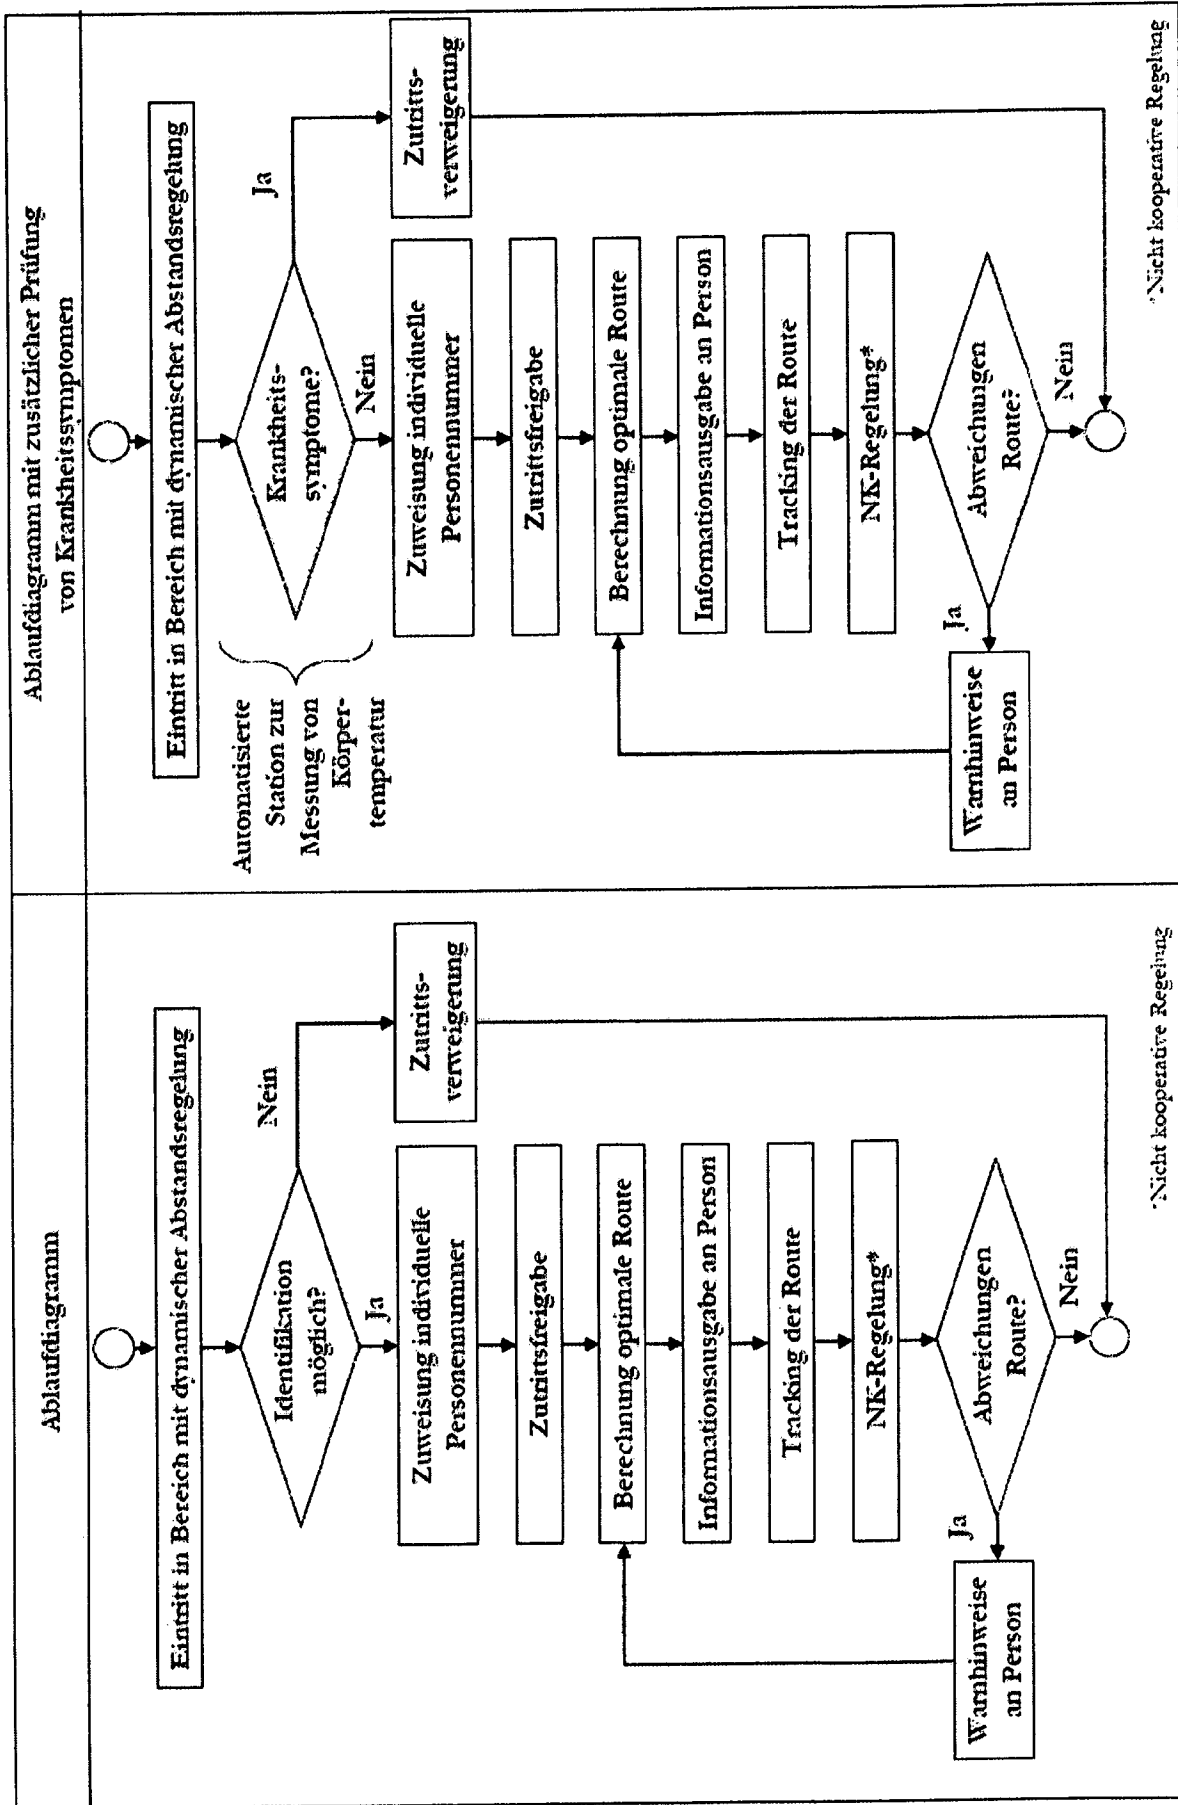 Ablaufdiagramm
Eintritt in Bereich mit dynamischer Abstandsregelung
Identifikation
möglich?
Nein
Ja
Zutritts-
verweigerung
Zuweisung individuelle
Personennummer
Zutrittsfreigabe
Berechnung optimale Route
Informationsausgabe an Person
Tracking der Route
NK-Regelung*
Abweichungen
Route?
Ja
Nein
Warnhinweise
an Person
*Nicht kooperative Regelung
Ablaufdiagramm mit zusätzlicher Prüfung
von Krankheitssymptomen
Eintritt in Bereich mit dynamischer Abstandsregelung
Automatisierte
Station zur
Messung von
Körper-
temperatur
Krankheits-
symptome?
Ja
Nein
Zutritts-
verweigerung
Zuweisung individuelle
Personennummer
Zutrittsfreigabe
Berechnung optimale Route
Informationsausgabe an Person
Tracking der Route
NK-Regelung*
Abweichungen
Route?
Ja
Nein
Warnhinweise
an Person
*Nicht kooperative Regelung